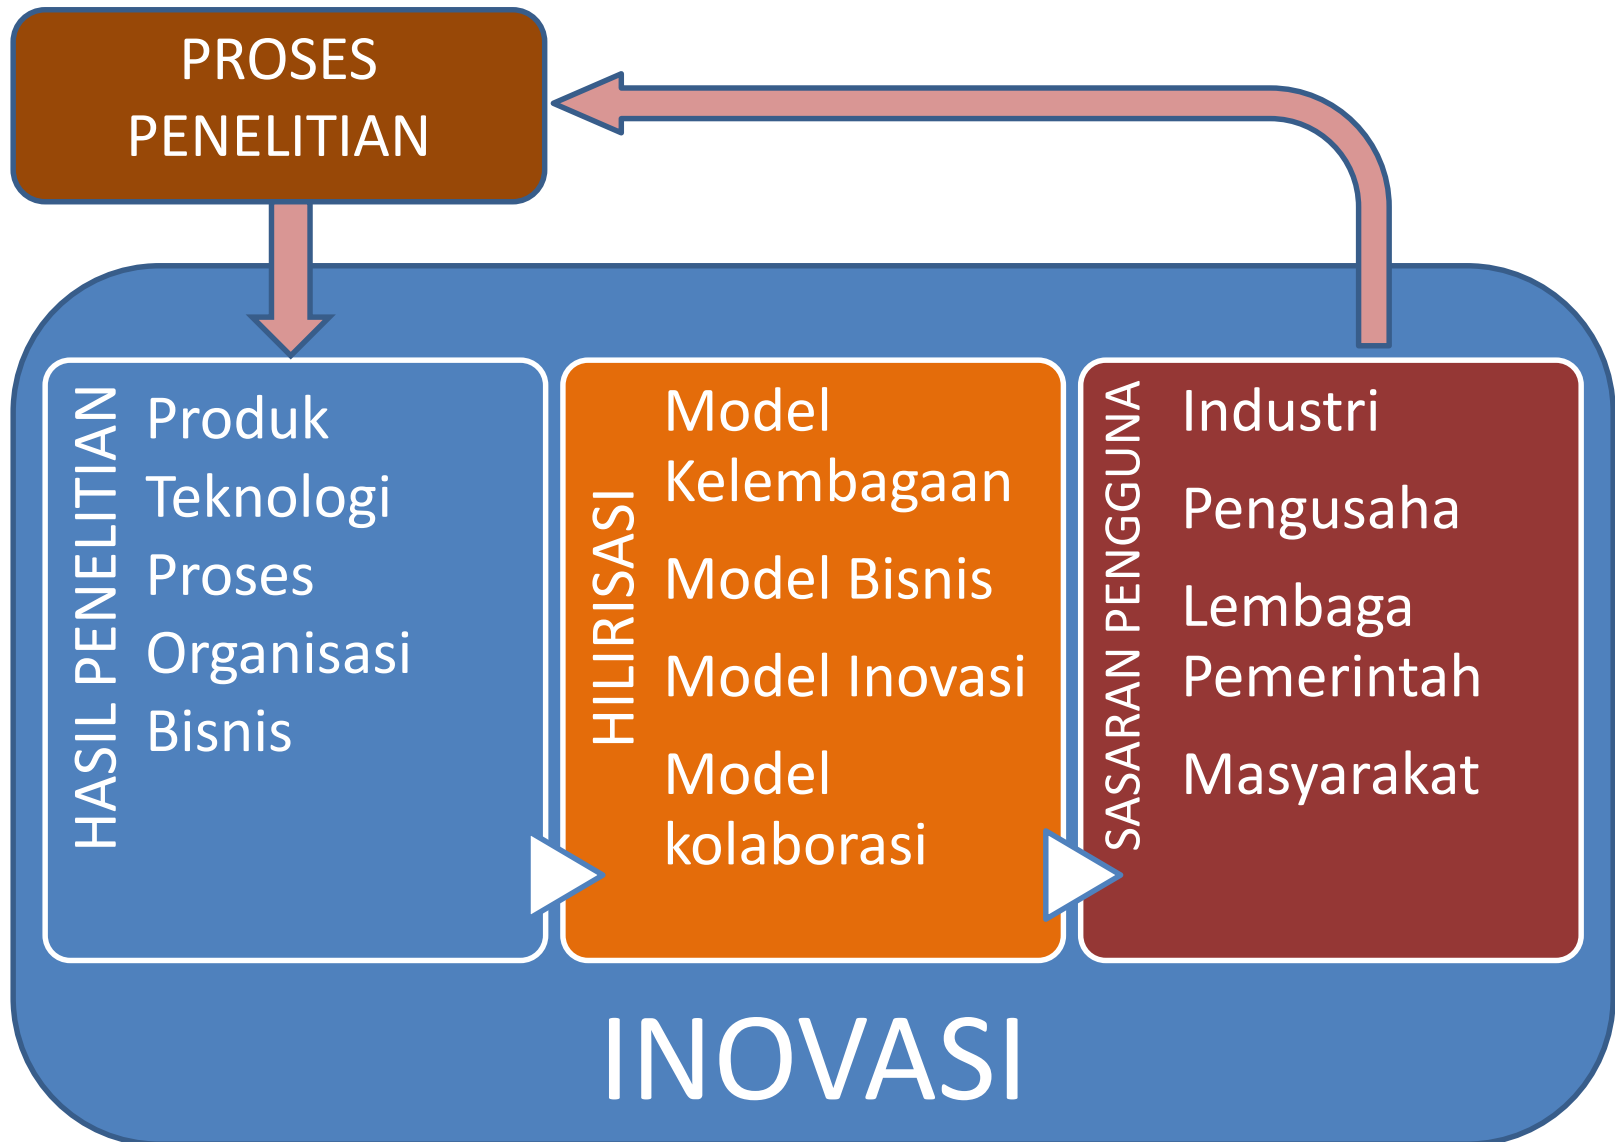 PROSES
PENELITIAN
HASIL PENELITIAN
Produk
Teknologi
Proses
Organisasi
Bisnis
HILIRISASI
Model
Kelembagaan
Model Bisnis
Model Inovasi
Model
kolaborasi
SASARAN PENGGUNA
Industri
Pengusaha
Lembaga
Pemerintah
Masyarakat
INOVASI